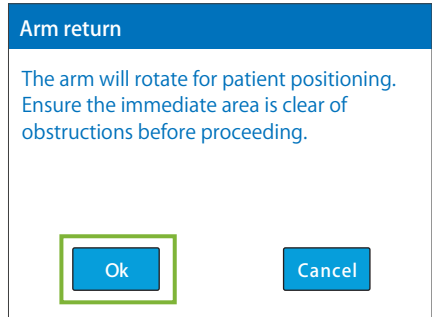 Arm return
The arm will rotate for patient positioning.
Ensure the immediate area is clear of
obstructions before proceeding.
Ok
Cancel